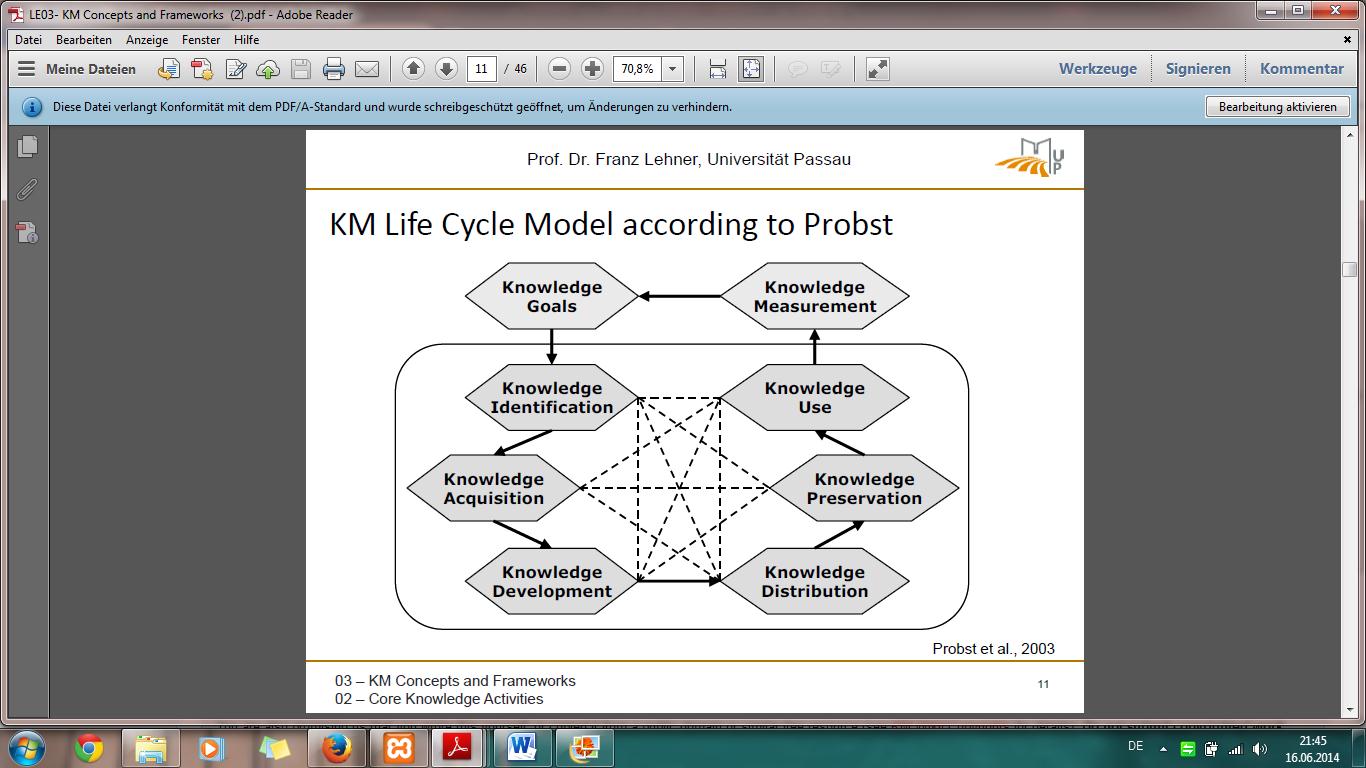 LE03- KM Concepts and Frameworks (2).pdf - Adobe Reader
Datei Bearbeiten Anzeige Fenster Hilfe
Meine Dateien 11 / 46 70,8% Werkzeuge Signieren Kommentar
Diese Datei verlangt Konformität mit dem PDF/A-Standard und wurde schreibgeschützt geöffnet, um Änderungen zu verhindern. Bearbeitung aktivieren
Prof. Dr. Franz Lehner, Universität Passau
UP
KM Life Cycle Model according to Probst
Knowledge
Goals
Knowledge
Measurement
Knowledge
Identification
Knowledge
Use
Knowledge
Acquisition
Knowledge
Preservation
Knowledge
Development
Knowledge
Distribution
Probst et al., 2003
03 – KM Concepts and Frameworks
02 – Core Knowledge Activities
11
DE
21:45
16.06.2014